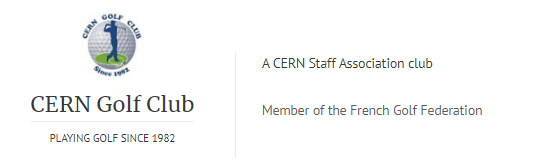 CERN GOLF CLUB
Since 1982
CERN Golf Club
PLAYING GOLF SINCE 1982
A CERN Staff Association club
Member of the French Golf Federation